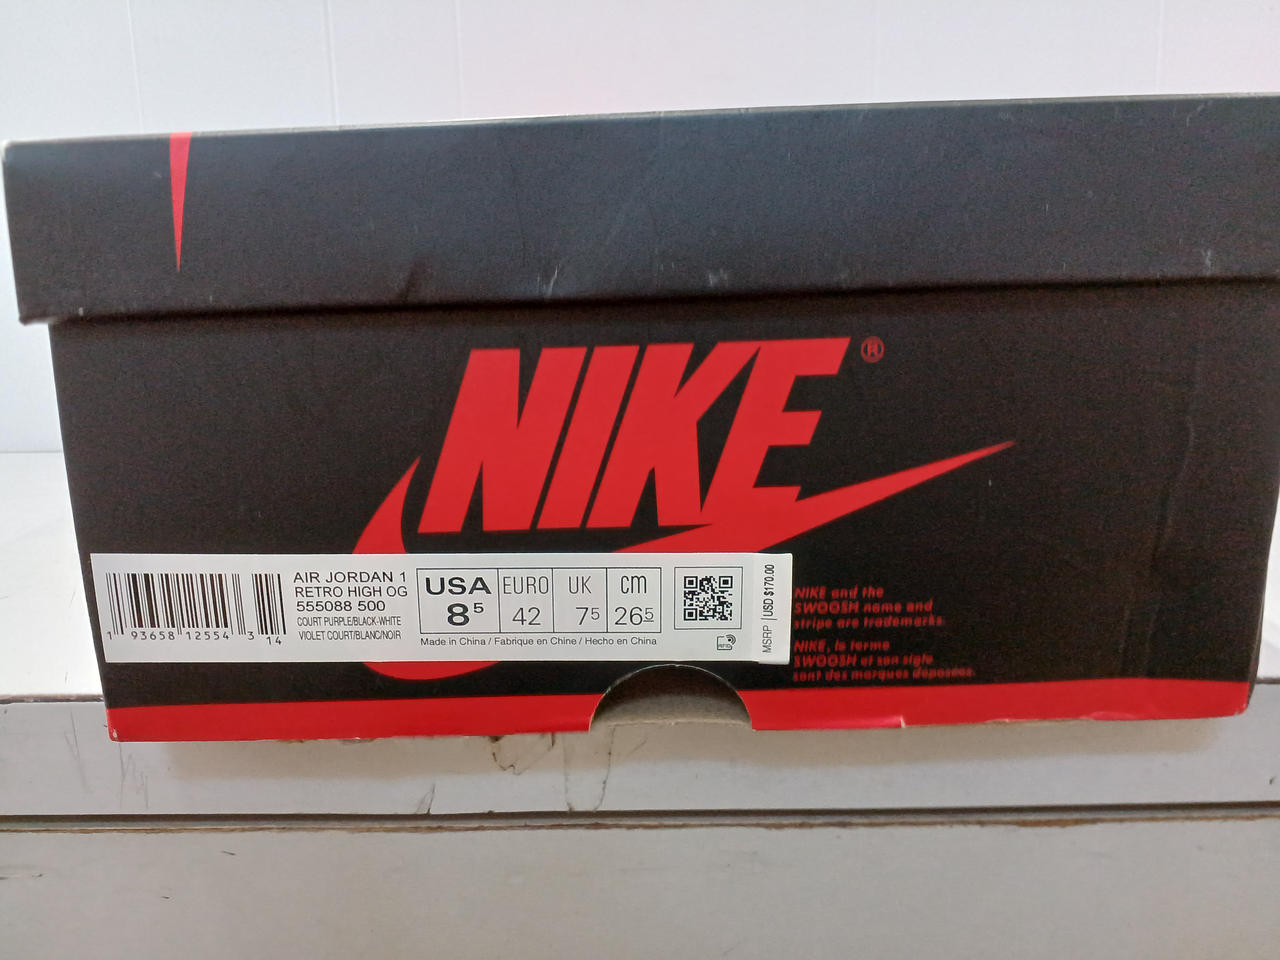 NIKE®
AIR JORDAN 1
RETRO HIGH OG
555088 500
COURT PURPLE/BLACK-WHITE
VIOLET COURT/BLANC/NOIR
1 93658 12554 3 14
USA EURO UK cm
8⁵ 42 7⁵ 26⁵
Made in China / Fabrique en Chine / Hecho en China
RFID
MSRP | USD $170.00
NIKE and the
SWOOSH name and
stripe are trademarks.
NIKE, le terme
SWOOSH et son sigle
sont des marques déposées.